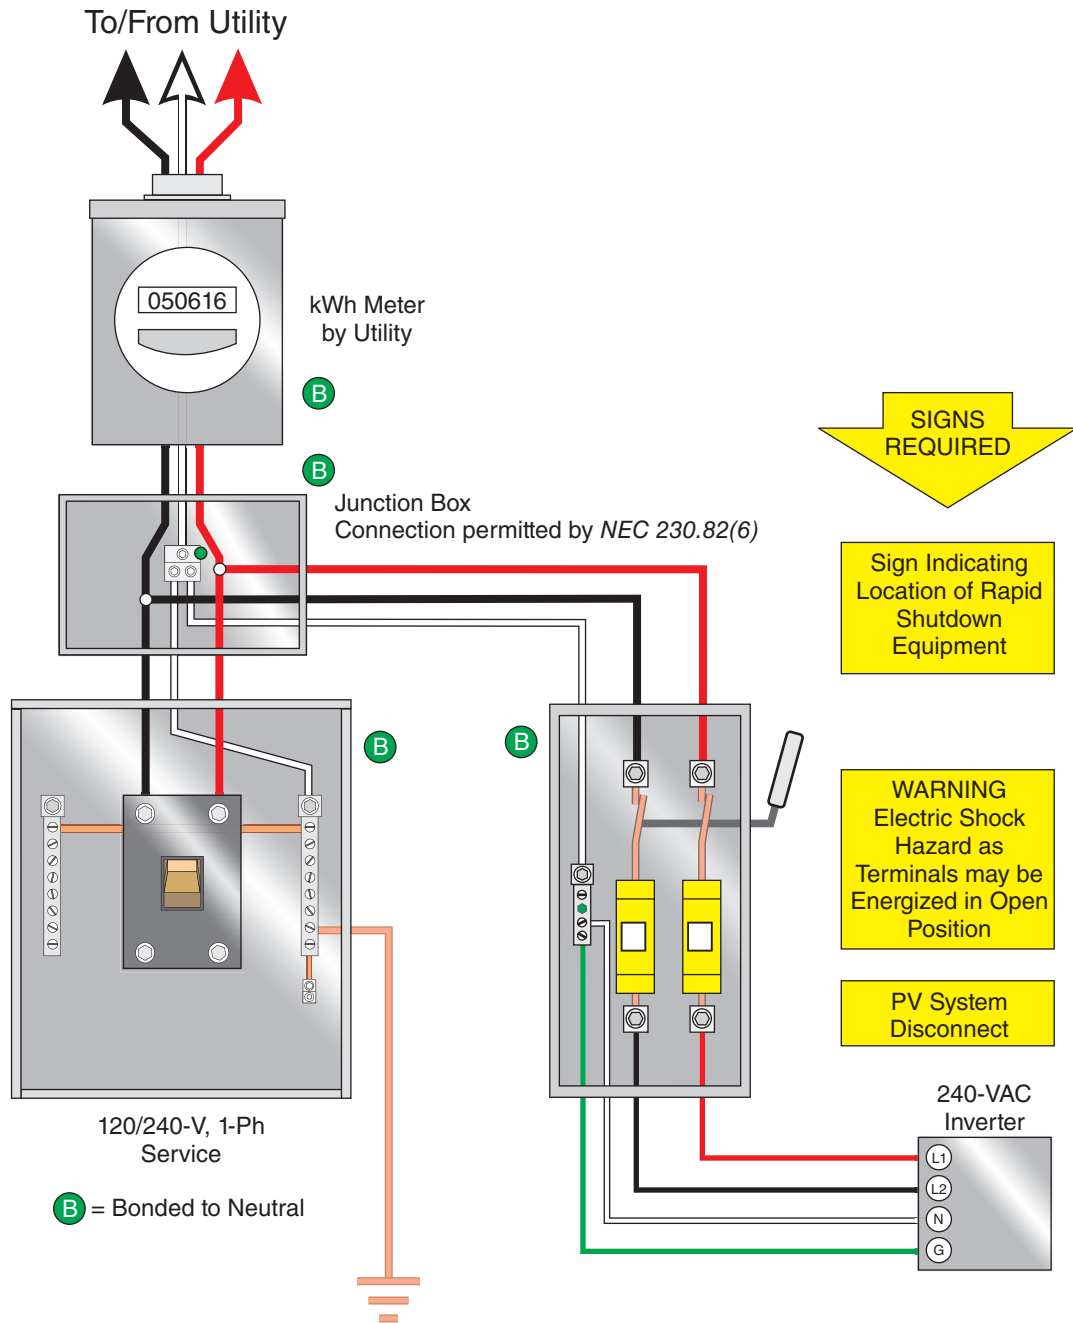 To/From Utility
050616
kWh Meter
by Utility
B
B
Junction Box
Connection permitted by NEC 230.82(6)
SIGNS
REQUIRED
Sign Indicating
Location of Rapid
Shutdown
Equipment
B
B
WARNING
Electric Shock
Hazard as
Terminals may be
Energized in Open
Position
PV System
Disconnect
240-VAC
Inverter
120/240-V, 1-Ph
Service
L1
L2
N
G
B = Bonded to Neutral